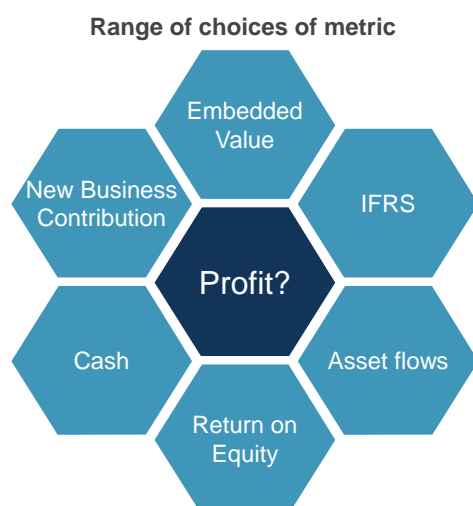 Range of choices of metric
Embedded
Value
New Business
Contribution
IFRS
Profit?
Cash
Asset flows
Return on
Equity